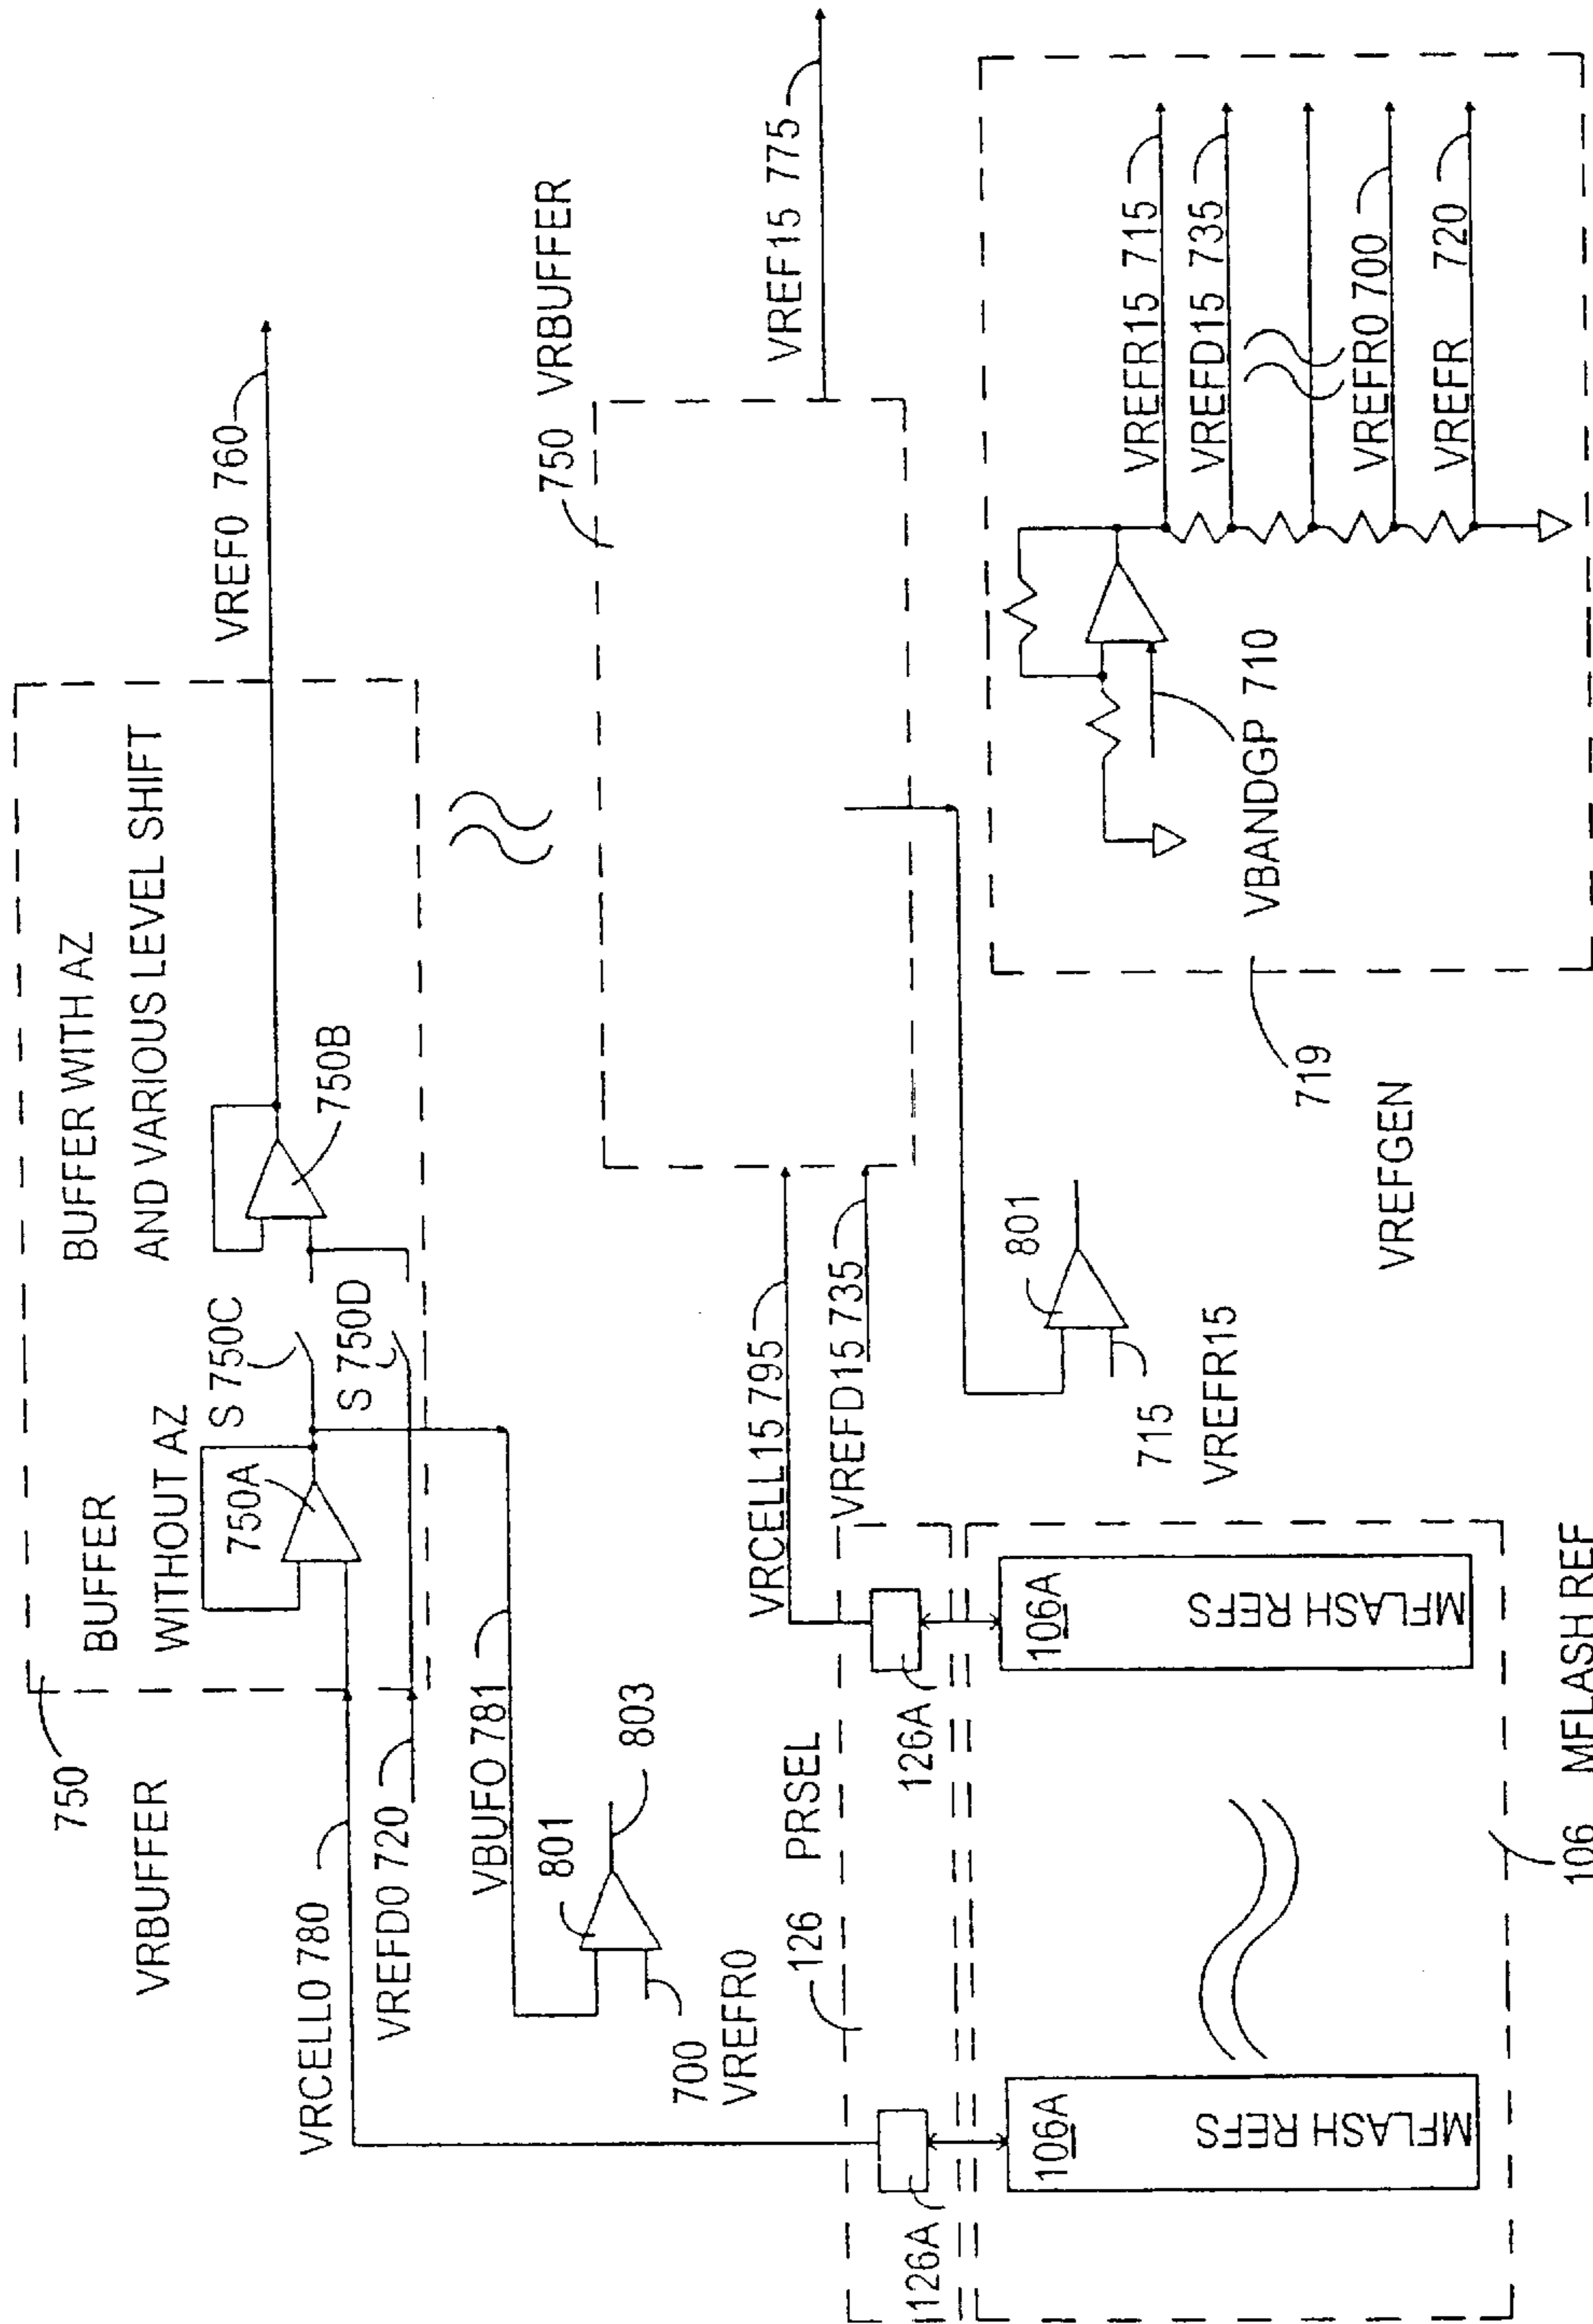 750
VRBUFFER
BUFFER
WITHOUT AZ
750A
S 750C
S 750D
BUFFER WITH AZ
AND VARIOUS LEVEL SHIFT
750B
VREF0 760
VRCELL0 780
VREFD0 720
VBUFO 781
801
803
700
VREFR0
750 VRBUFFER
VREF15 775
VRCELL15 795
VREFD15 735
801
715
VREFR15
126 PRSEL
126A
126A
106A
MFLASH REFS
106A
MFLASH REFS
106 MFLASH REF
719
VREFGEN
VBANDGP 710
VREFR15 715
VREFD15 735
VREFR0 700
VREFR 720